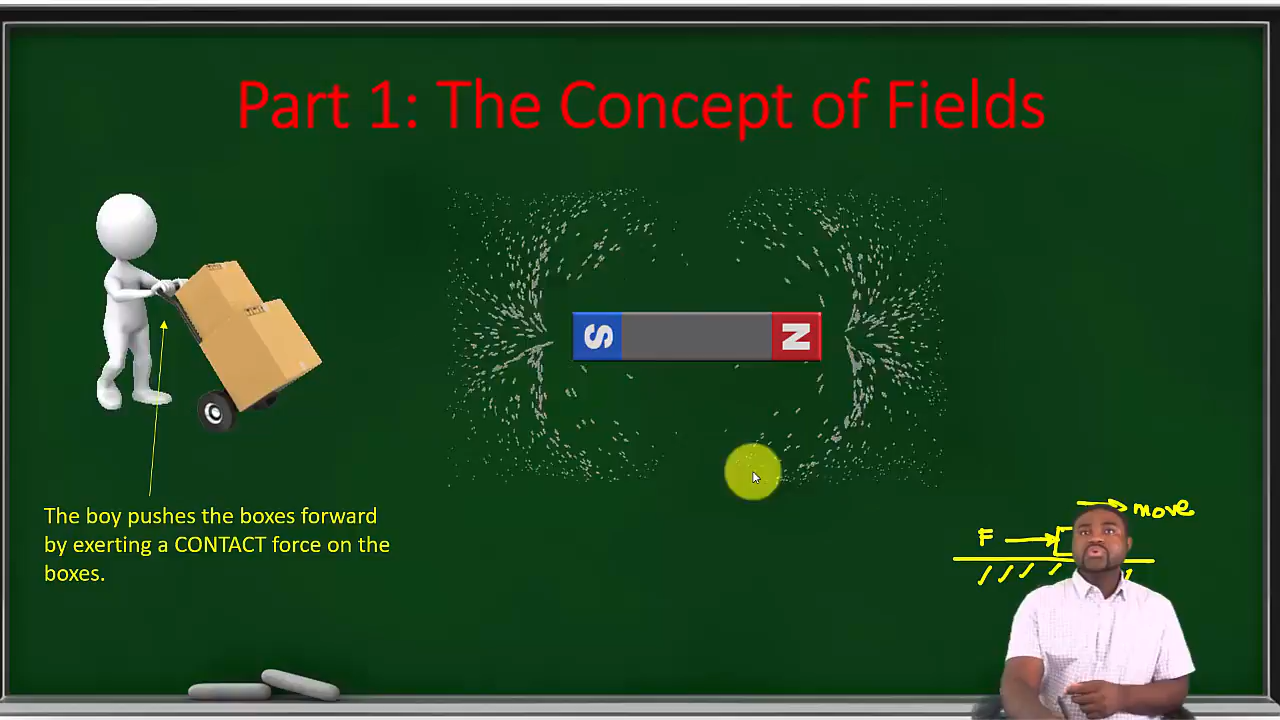 Part 1: The Concept of Fields
S
N
The boy pushes the boxes forward
by exerting a CONTACT force on the
boxes.
move
F